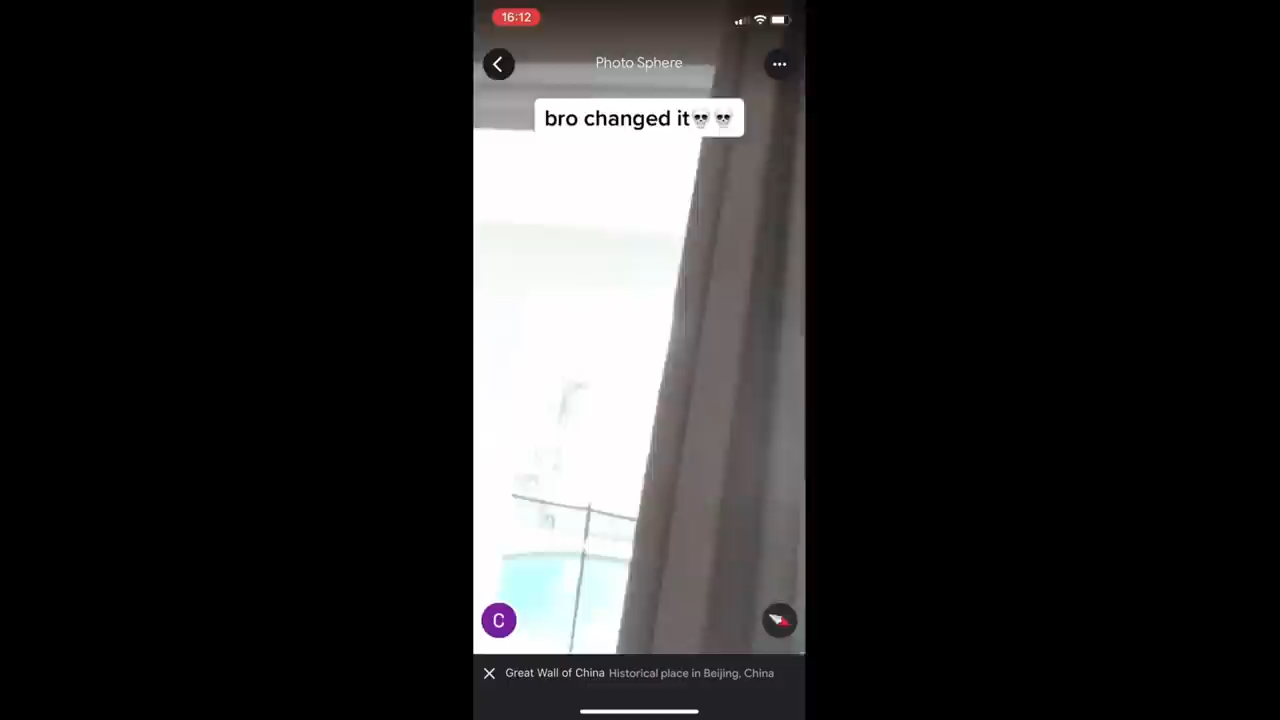 16:12
Photo Sphere
bro changed it💀💀
C
Great Wall of China Historical place in Beijing, China